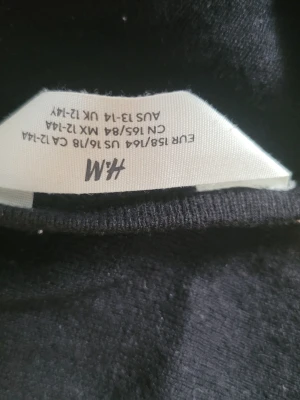 H&M
EUR 158/164 US 16/18 CA 12-14A
CN 165/84 MX 12-14A
AUS 13-14 UK 12-14Y